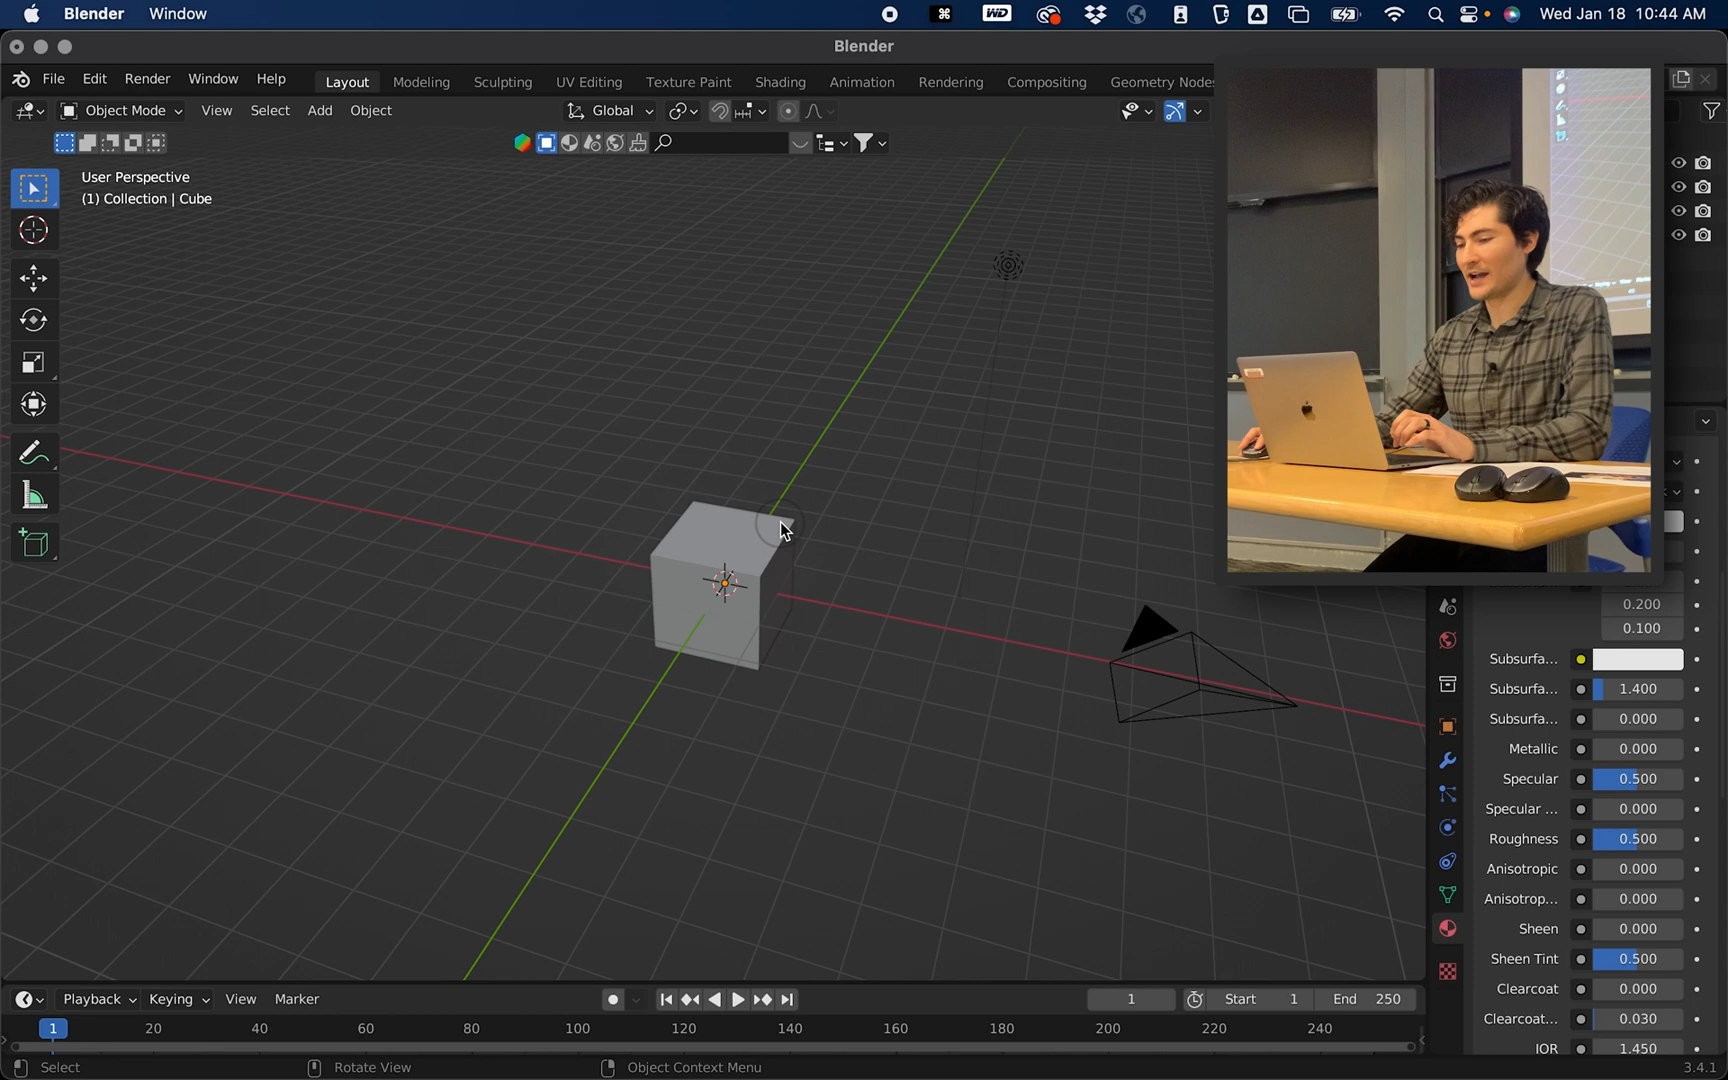 Blender Window
WD
Wed Jan 18 10:44 AM
Blender
File Edit Render Window Help
Layout Modeling Sculpting UV Editing Texture Paint Shading Animation Rendering Compositing Geometry Nodes
Object Mode View Select Add Object
Global
User Perspective
(1) Collection | Cube
0.200
0.100
Subsurfa...
Subsurfa... 1.400
Subsurfa... 0.000
Metallic 0.000
Specular 0.500
Specular ... 0.000
Roughness 0.500
Anisotropic 0.000
Anisotrop... 0.000
Sheen 0.000
Sheen Tint 0.500
Clearcoat 0.000
Clearcoat... 0.030
IOR 1.450
Playback Keying View Marker
1 Start 1 End 250
1 20 40 60 80 100 120 140 160 180 200 220 240
Select Rotate View Object Context Menu 3.4.1